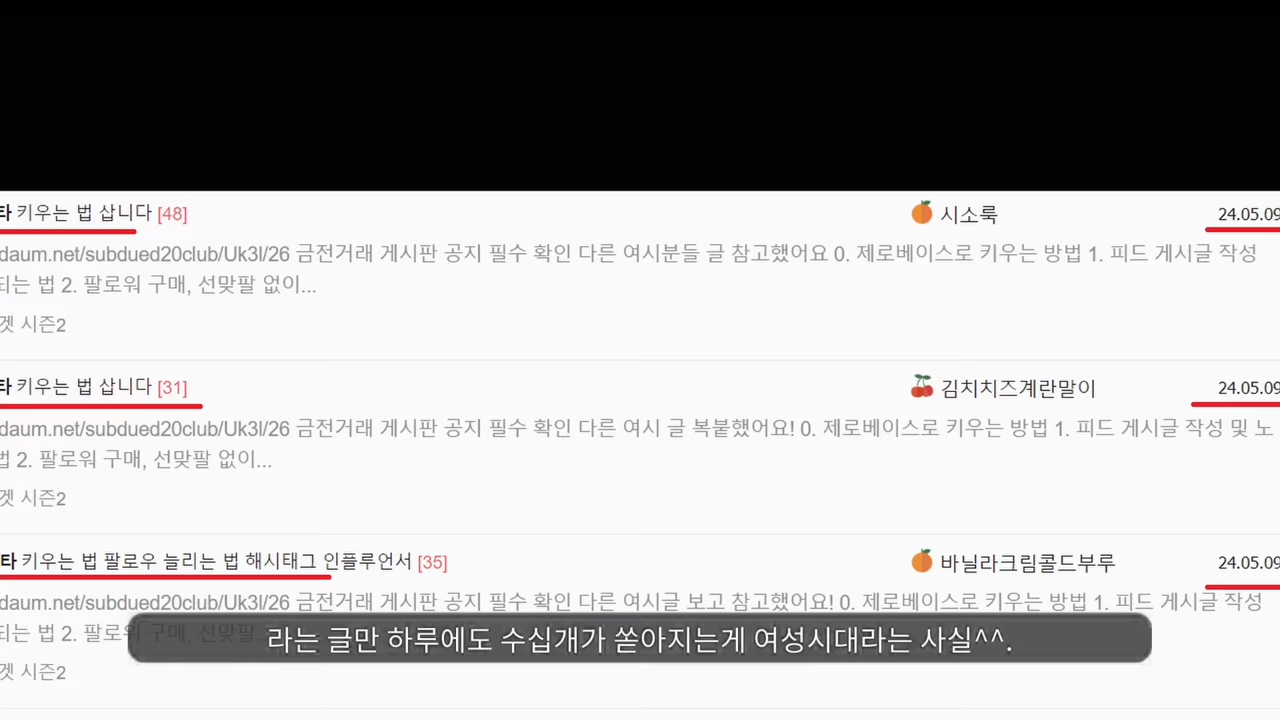 타 키우는 법 삽니다 [48] 시소룩 24.05.09
daum.net/subdued20club/Uk3l/26 금전거래 게시판 공지 필수 확인 다른 여시분들 글 참고했어요 0. 제로베이스로 키우는 방법 1. 피드 게시글 작성
되는 법 2. 팔로워 구매, 선맞팔 없이...
겟 시즌2
타 키우는 법 삽니다 [31] 김치치즈계란말이 24.05.09
daum.net/subdued20club/Uk3l/26 금전거래 게시판 공지 필수 확인 다른 여시 글 복붙했어요! 0. 제로베이스로 키우는 방법 1. 피드 게시글 작성 및 노
법 2. 팔로워 구매, 선맞팔 없이...
겟 시즌2
타 키우는 법 팔로우 늘리는 법 해시태그 인플루언서 [35] 바닐라크림콜드부루 24.05.09
daum.net/subdued20club/Uk3l/26 금전거래 게시판 공지 필수 확인 다른 여시글 보고 참고했어요! 0. 제로베이스로 키우는 방법 1. 피드 게시글 작성
되는 법 2. 팔로워 구매, 선맞팔
라는 글만 하루에도 수십개가 쏟아지는게 여성시대라는 사실^^.
겟 시즌2